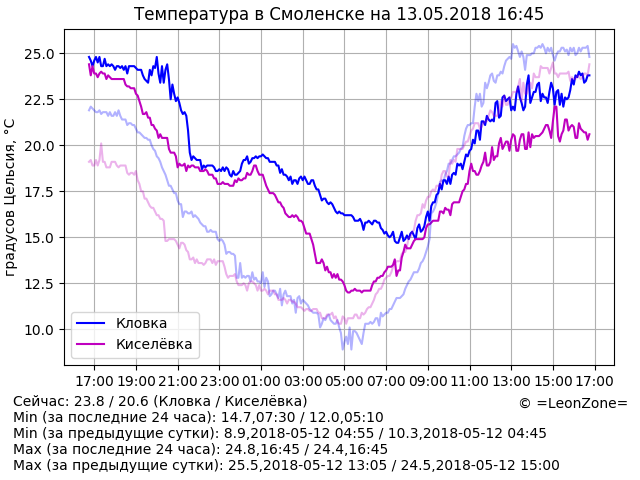 Температура в Смоленске на 13.05.2018 16:45
градусов Цельсия, °C
25.0
22.5
20.0
17.5
15.0
12.5
10.0
Кловка
Киселёвка
17:00 19:00 21:00 23:00 01:00 03:00 05:00 07:00 09:00 11:00 13:00 15:00 17:00
Сейчас: 23.8 / 20.6 (Кловка / Киселёвка)
© =LeonZone=
Min (за последние 24 часа): 14.7,07:30 / 12.0,05:10
Min (за предыдущие сутки): 8.9,2018-05-12 04:55 / 10.3,2018-05-12 04:45
Max (за последние 24 часа): 24.8,16:45 / 24.4,16:45
Max (за предыдущие сутки): 25.5,2018-05-12 13:05 / 24.5,2018-05-12 15:00